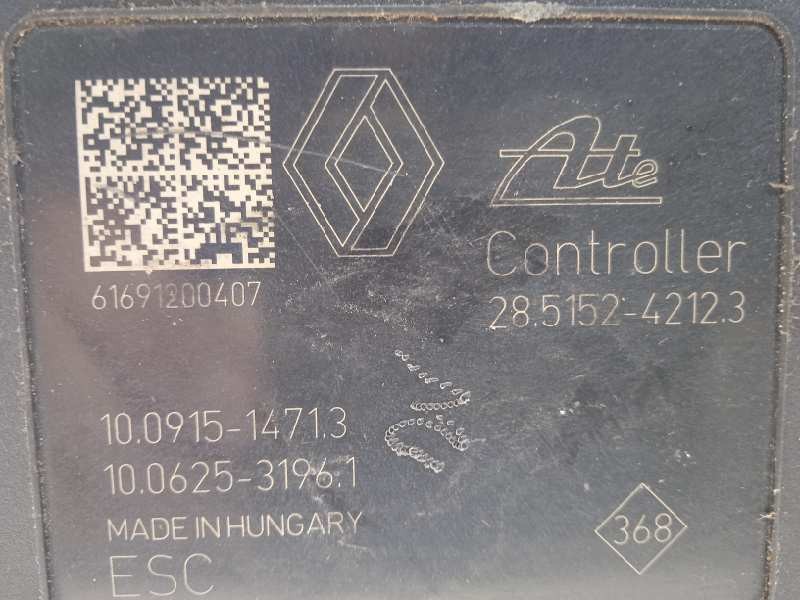 Ate
61691200407
Controller
28.5152-4212.3
10.0915-1471.3
10.0625-3196.1
MADE IN HUNGARY
368
ESC